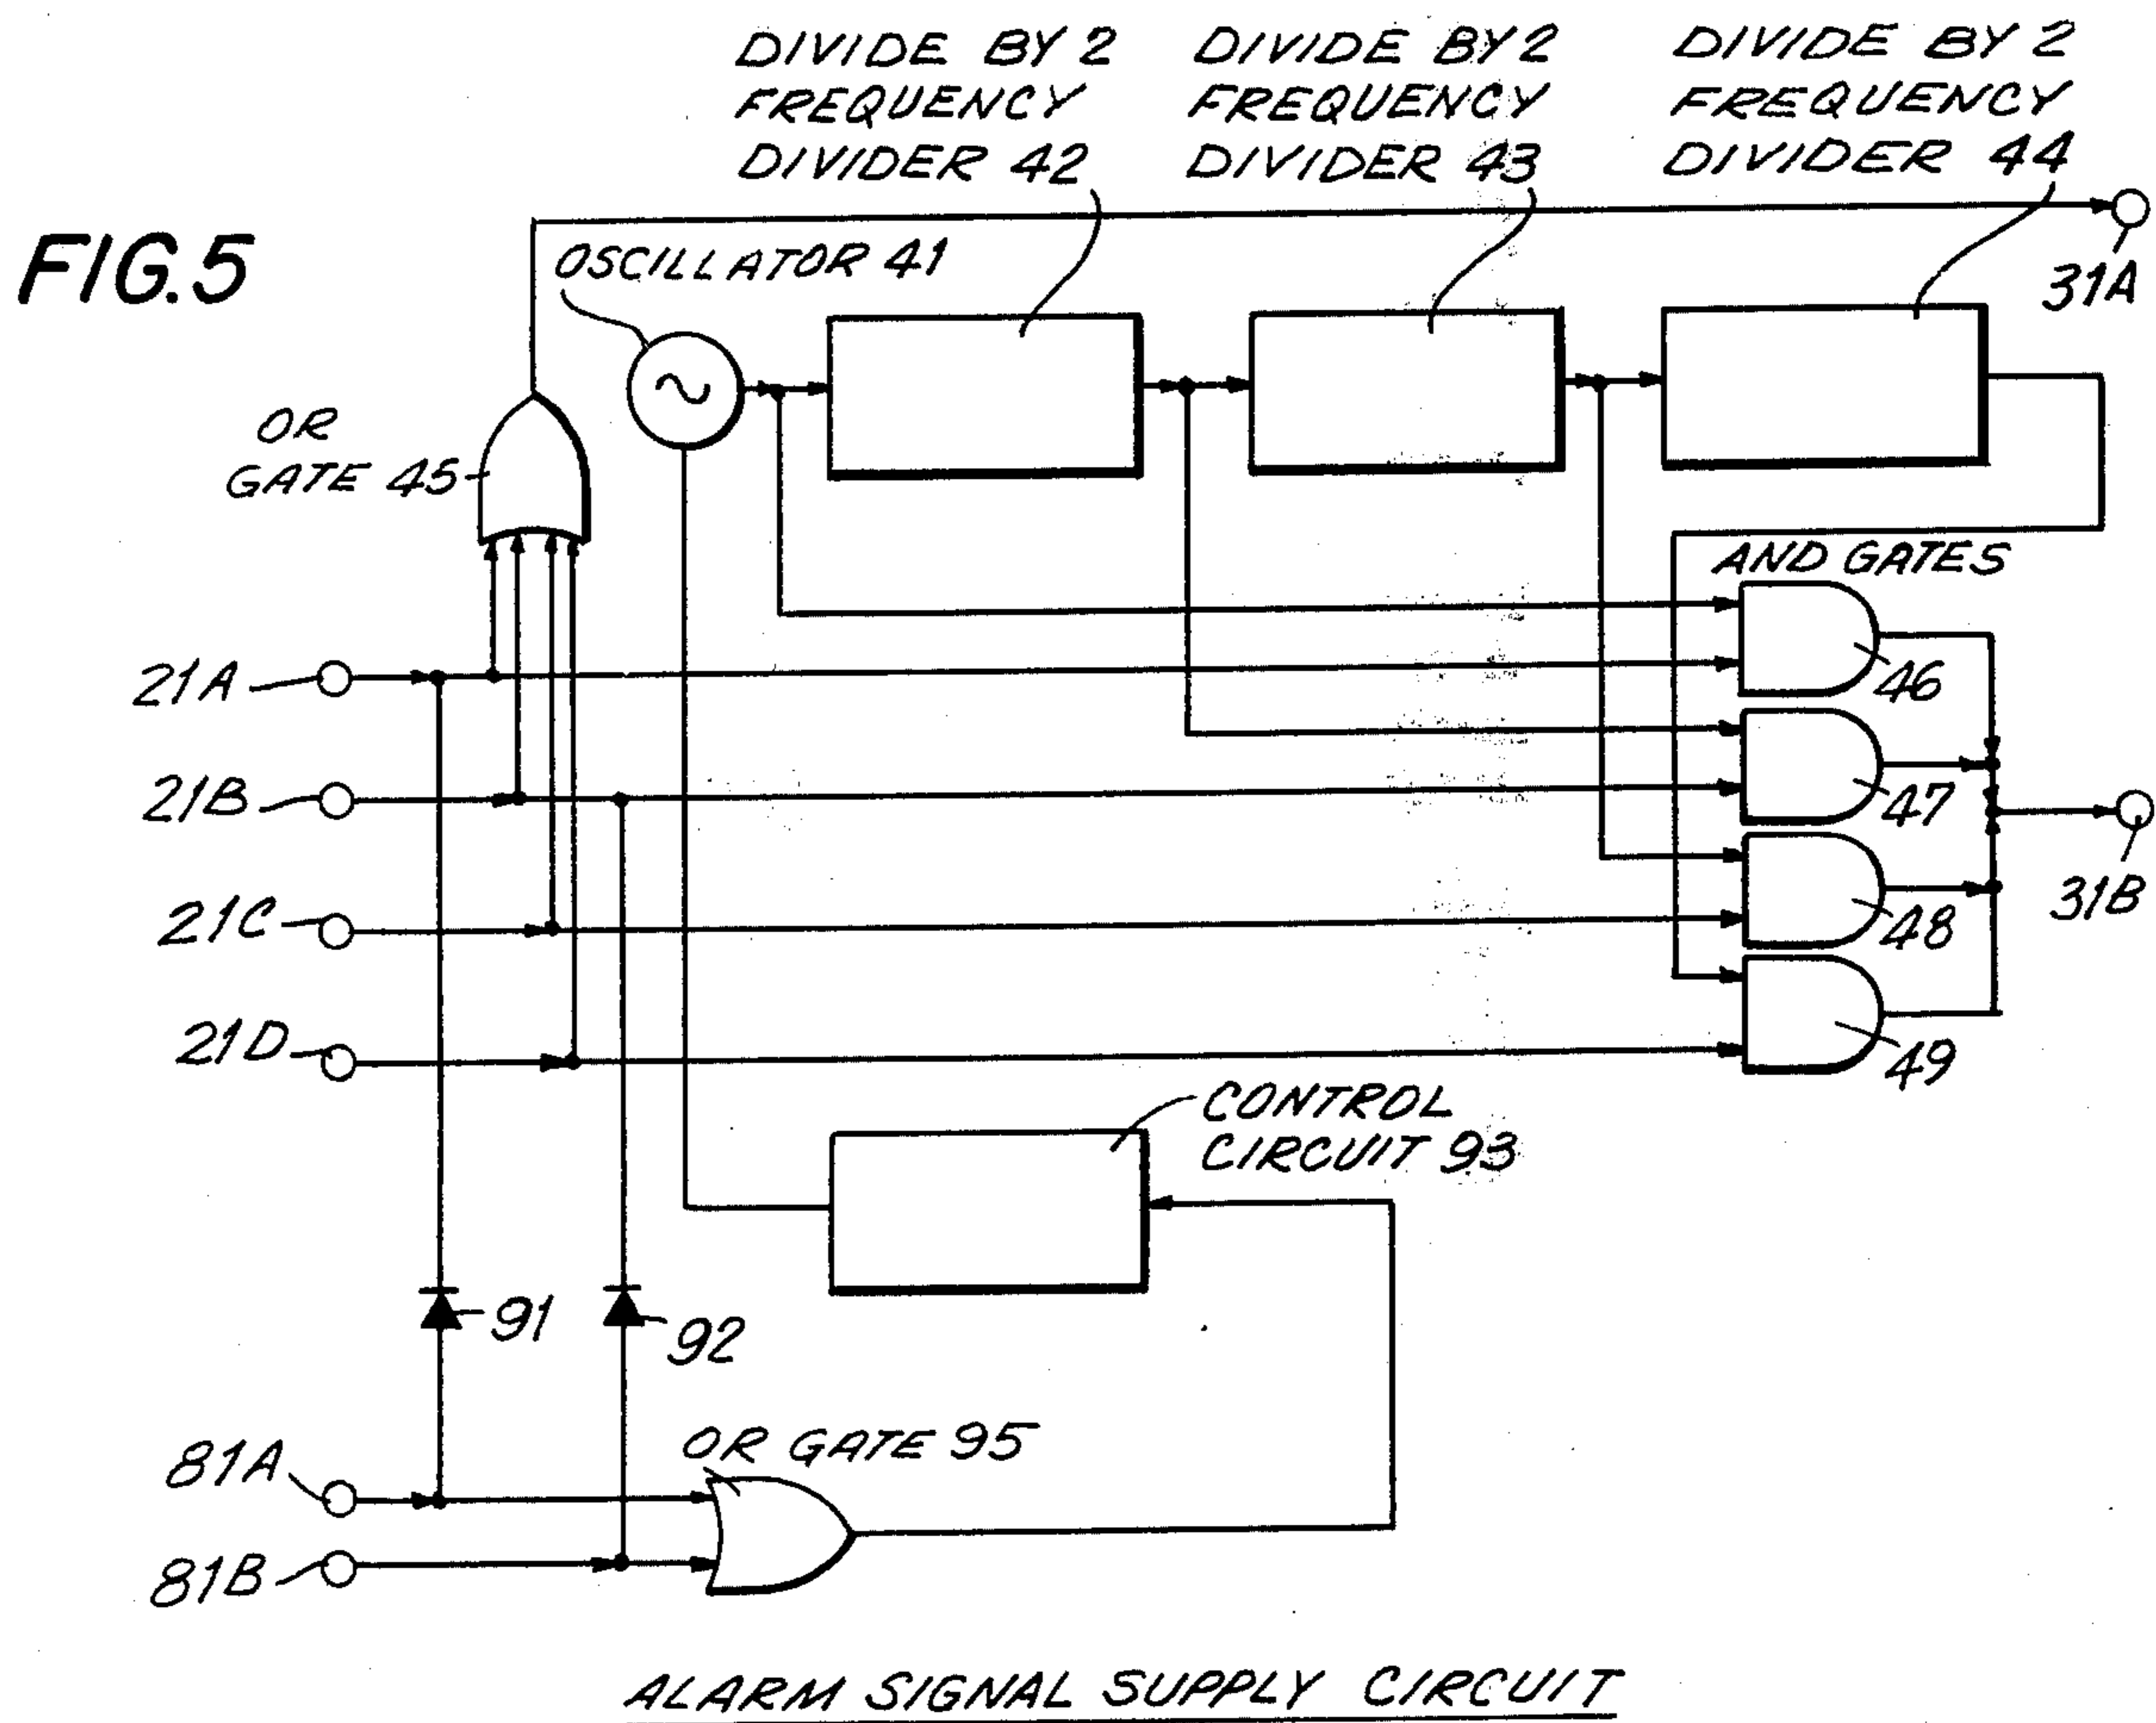 DIVIDE BY 2
FREQUENCY
DIVIDER 42
DIVIDE BY 2
FREQUENCY
DIVIDER 43
DIVIDE BY 2
FREQUENCY
DIVIDER 44
FIG.5
OSCILLATOR 41
31A
OR
GATE 45
AND GATES
21A
46
21B
47
31B
21C
48
21D
49
CONTROL
CIRCUIT 93
91
92
81A
OR GATE 95
81B
ALARM SIGNAL SUPPLY CIRCUIT